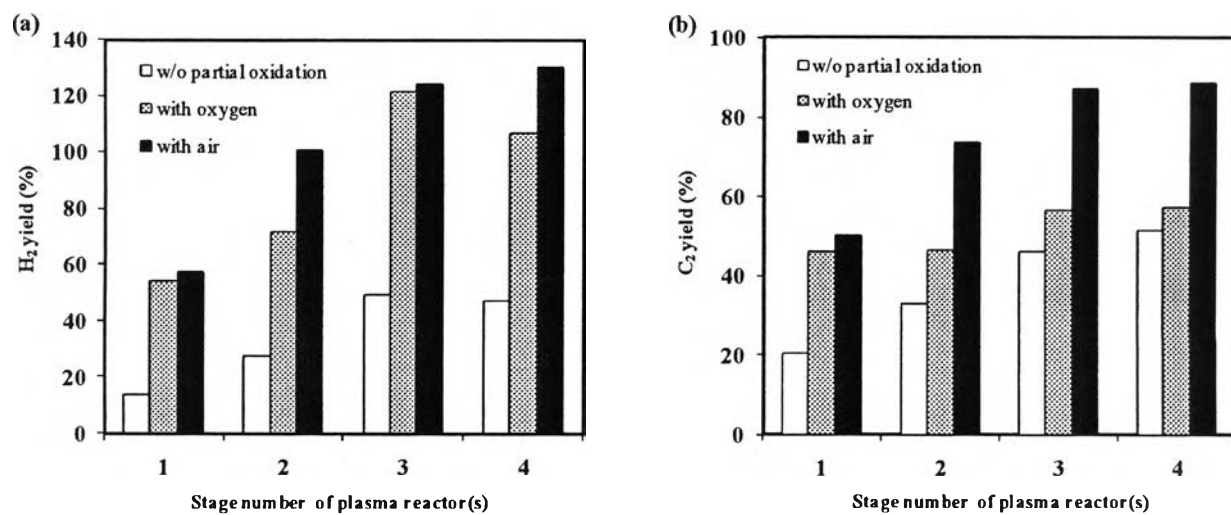 (a)
140
120
100
80
60
40
20
0
H2 yield (%)
w/o partial oxidation
with oxygen
with air
1 2 3 4
Stage number of plasma reactor(s)
(b)
100
80
60
40
20
0
C2 yield (%)
w/o partial oxidation
with oxygen
with air
1 2 3 4
Stage number of plasma reactor(s)